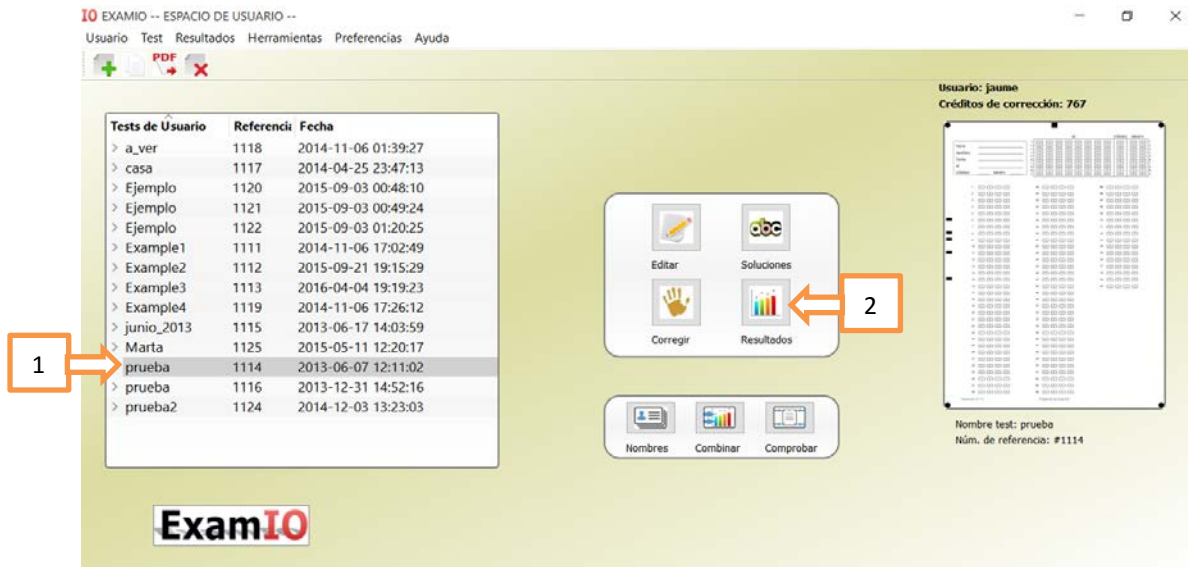 IO EXAMIO -- ESPACIO DE USUARIO --
Usuario Test Resultados Herramientas Preferencias Ayuda
PDF
Usuario: jaume
Créditos de corrección: 767
Tests de Usuario Referencia Fecha
a_ver 1118 2014-11-06 01:39:27
casa 1117 2014-04-25 23:47:13
Ejemplo 1120 2015-09-03 00:48:10
Ejemplo 1121 2015-09-03 00:49:24
Ejemplo 1122 2015-09-03 01:20:25
Example1 1111 2014-11-06 17:02:49
Example2 1112 2015-09-21 19:15:29
Example3 1113 2016-04-04 19:19:23
Example4 1119 2014-11-06 17:26:12
junio_2013 1115 2013-06-17 14:03:59
Marta 1125 2015-05-11 12:20:17
1
prueba 1114 2013-06-07 12:11:02
prueba 1116 2013-12-31 14:52:16
prueba2 1124 2014-12-03 13:23:03
abc
Editar Soluciones
2
Corregir Resultados
Nombres Combinar Comprobar
Nombre test: prueba
Núm. de referencia: #1114
ExamIO